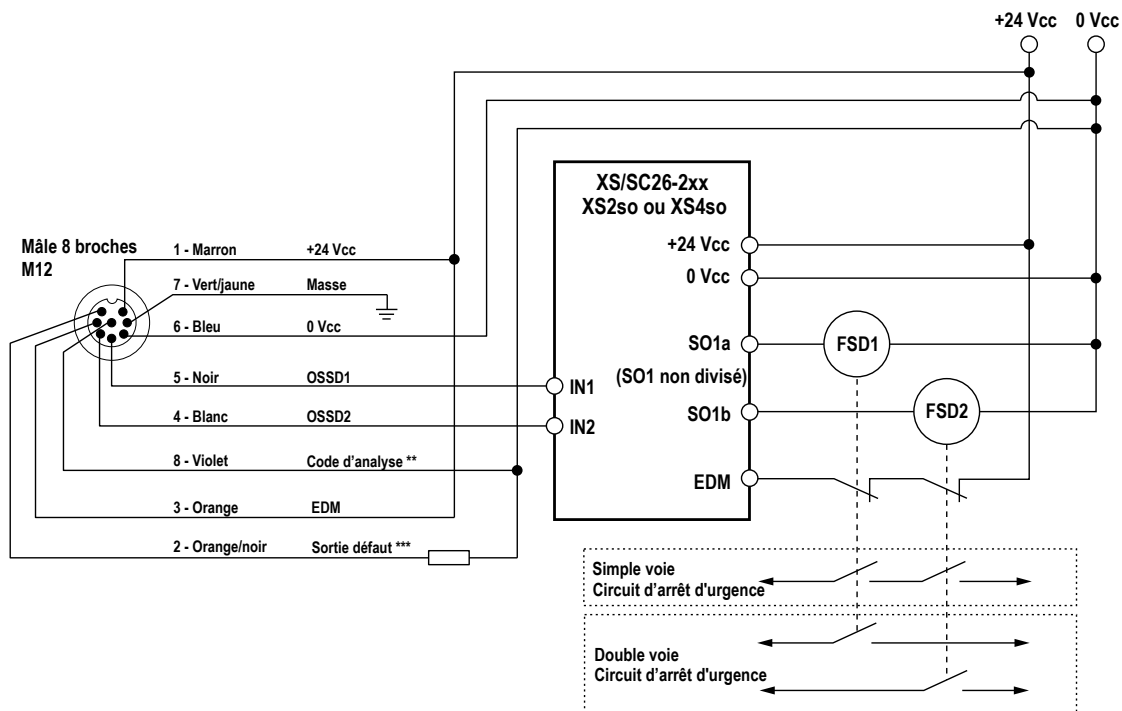 +24 Vcc 0 Vcc
XS/SC26-2xx
XS2so ou XS4so
+24 Vcc
0 Vcc
SO1a
(SO1 non divisé)
SO1b
EDM
IN1
IN2
FSD1
FSD2
Mâle 8 broches
M12
1 - Marron +24 Vcc
7 - Vert/jaune Masse
6 - Bleu 0 Vcc
5 - Noir OSSD1
4 - Blanc OSSD2
8 - Violet Code d'analyse **
3 - Orange EDM
2 - Orange/noir Sortie défaut ***
Simple voie
Circuit d'arrêt d'urgence
Double voie
Circuit d'arrêt d'urgence